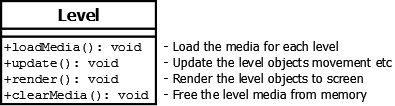 Level
+loadMedia(): void - Load the media for each level
+update(): void - Update the level objects movement etc
+render(): void - Render the level objects to screen
+clearMedia(): void - Free the level media from memory